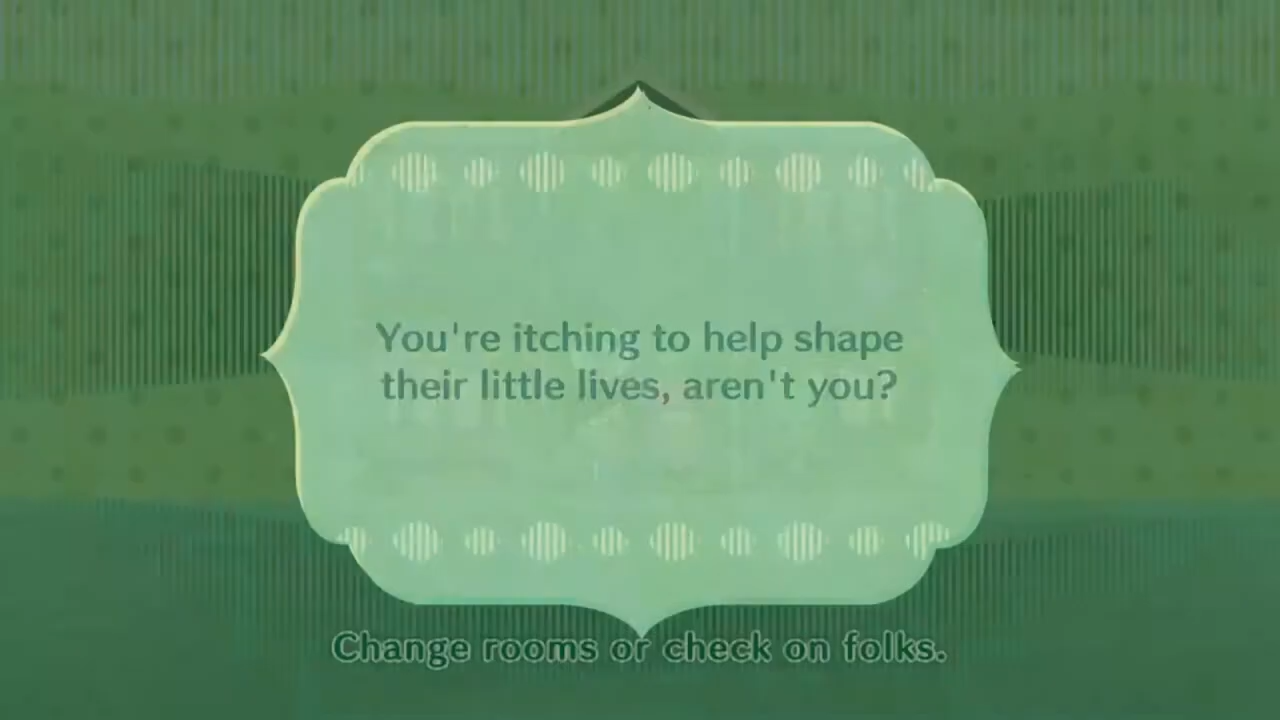 You're itching to help shape
their little lives, aren't you?
Change rooms or check on folks.